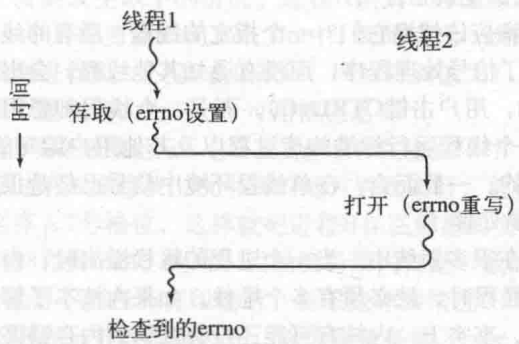 线程1
线程2
时间
存取（errno设置）
打开（errno重写）
检查到的errno